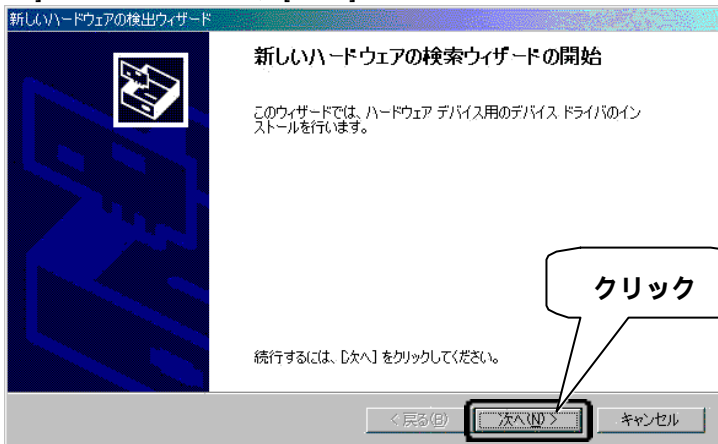 新しいハードウェアの検出ウィザード
新しいハードウェアの検索ウィザードの開始
このウィザードでは、ハードウェア デバイス用のデバイス ドライバのイン
ストールを行います。
クリック
続行するには、[次へ] をクリックしてください。
< 戻る(B)
次へ(N) >
キャンセル